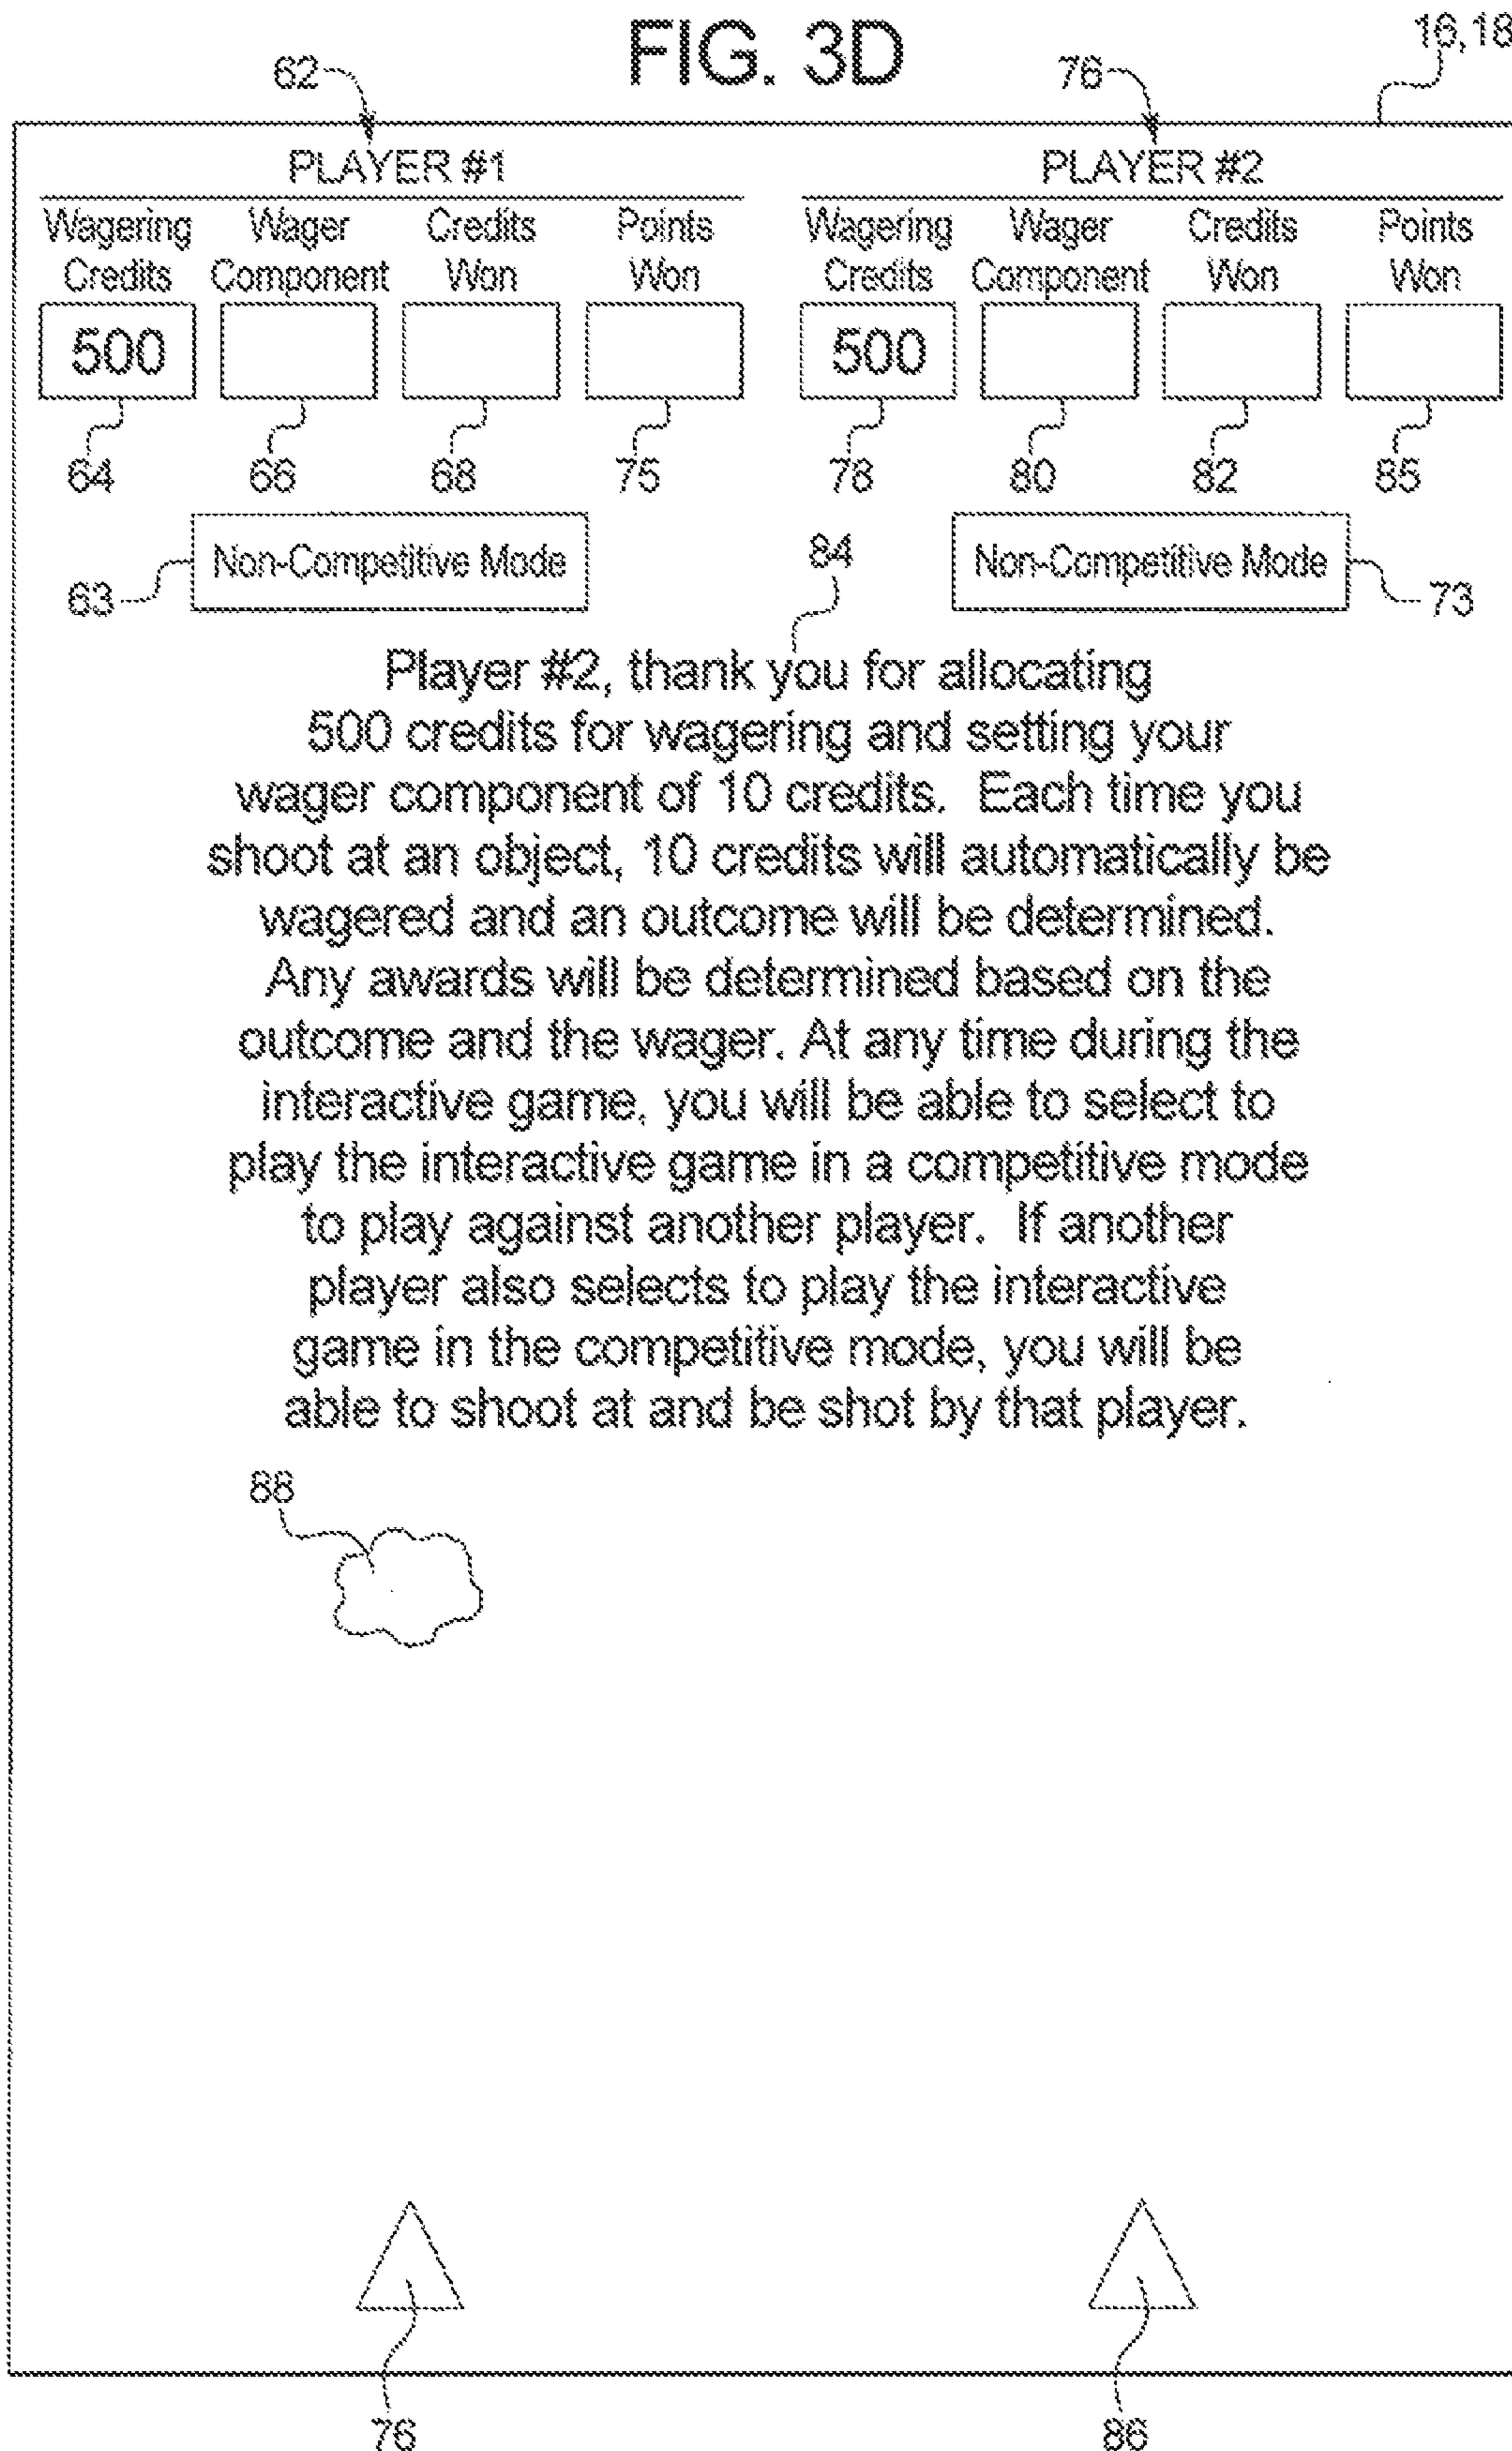 FIG. 3D
16,18
62
76
PLAYER #1
PLAYER #2
Wagering Credits
Wager Component
Credits Won
Points Won
Wagering Credits
Wager Component
Credits Won
Points Won
500
500
64
66
68
75
78
80
82
85
Non-Competitive Mode
84
Non-Competitive Mode
63
73
Player #2, thank you for allocating
500 credits for wagering and setting your
wager component of 10 credits. Each time you
shoot at an object, 10 credits will automatically be
wagered and an outcome will be determined.
Any awards will be determined based on the
outcome and the wager. At any time during the
interactive game, you will be able to select to
play the interactive game in a competitive mode
to play against another player. If another
player also selects to play the interactive
game in the competitive mode, you will be
able to shoot at and be shot by that player.
88
76
86